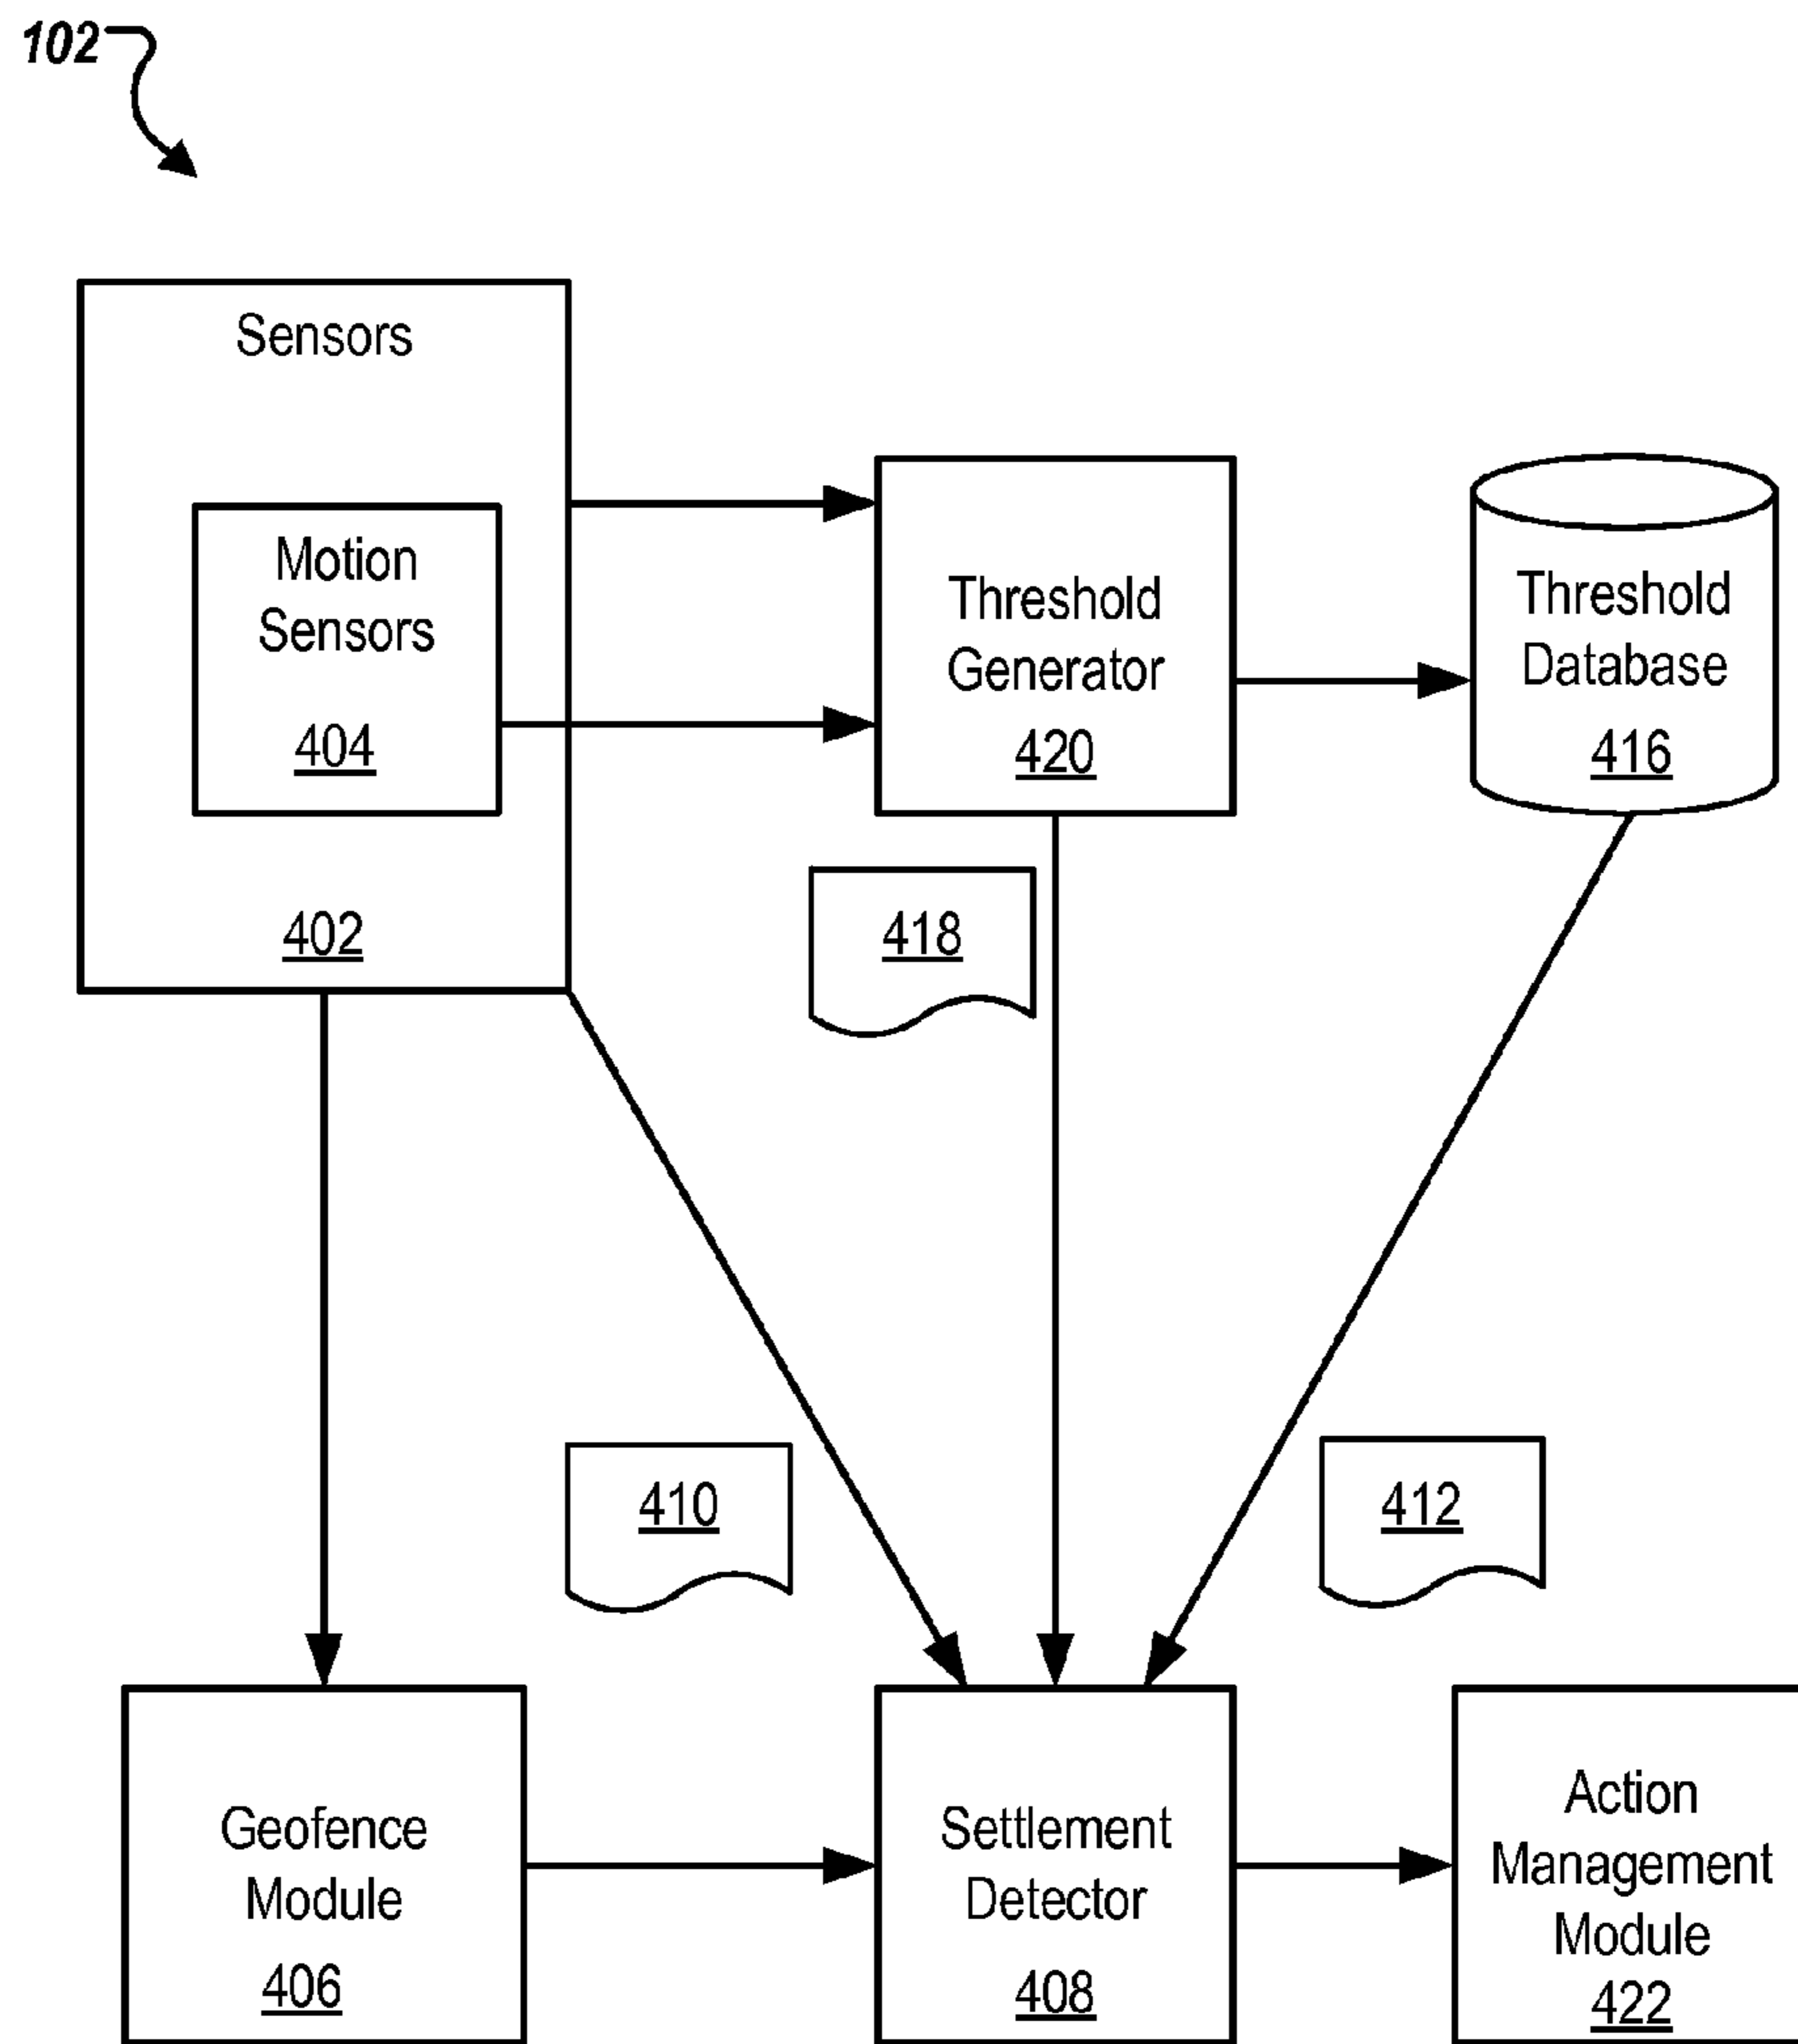 102
Sensors
Motion
Sensors
404
402
Threshold
Generator
420
Threshold
Database
416
418
410
412
Geofence
Module
406
Settlement
Detector
408
Action
Management
Module
422